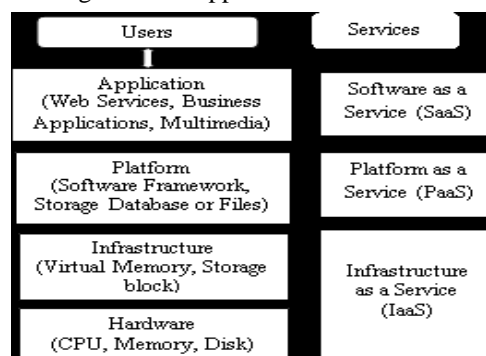 Users
Services
Application
(Web Services, Business
Applications, Multimedia)
Software as a
Service (SaaS)
Platform
(Software Framework,
Storage Database or Files)
Platform as a
Service (PaaS)
Infrastructure
(Virtual Memory, Storage
block)
Infrastructure
as a Service
(IaaS)
Hardware
(CPU, Memory, Disk)